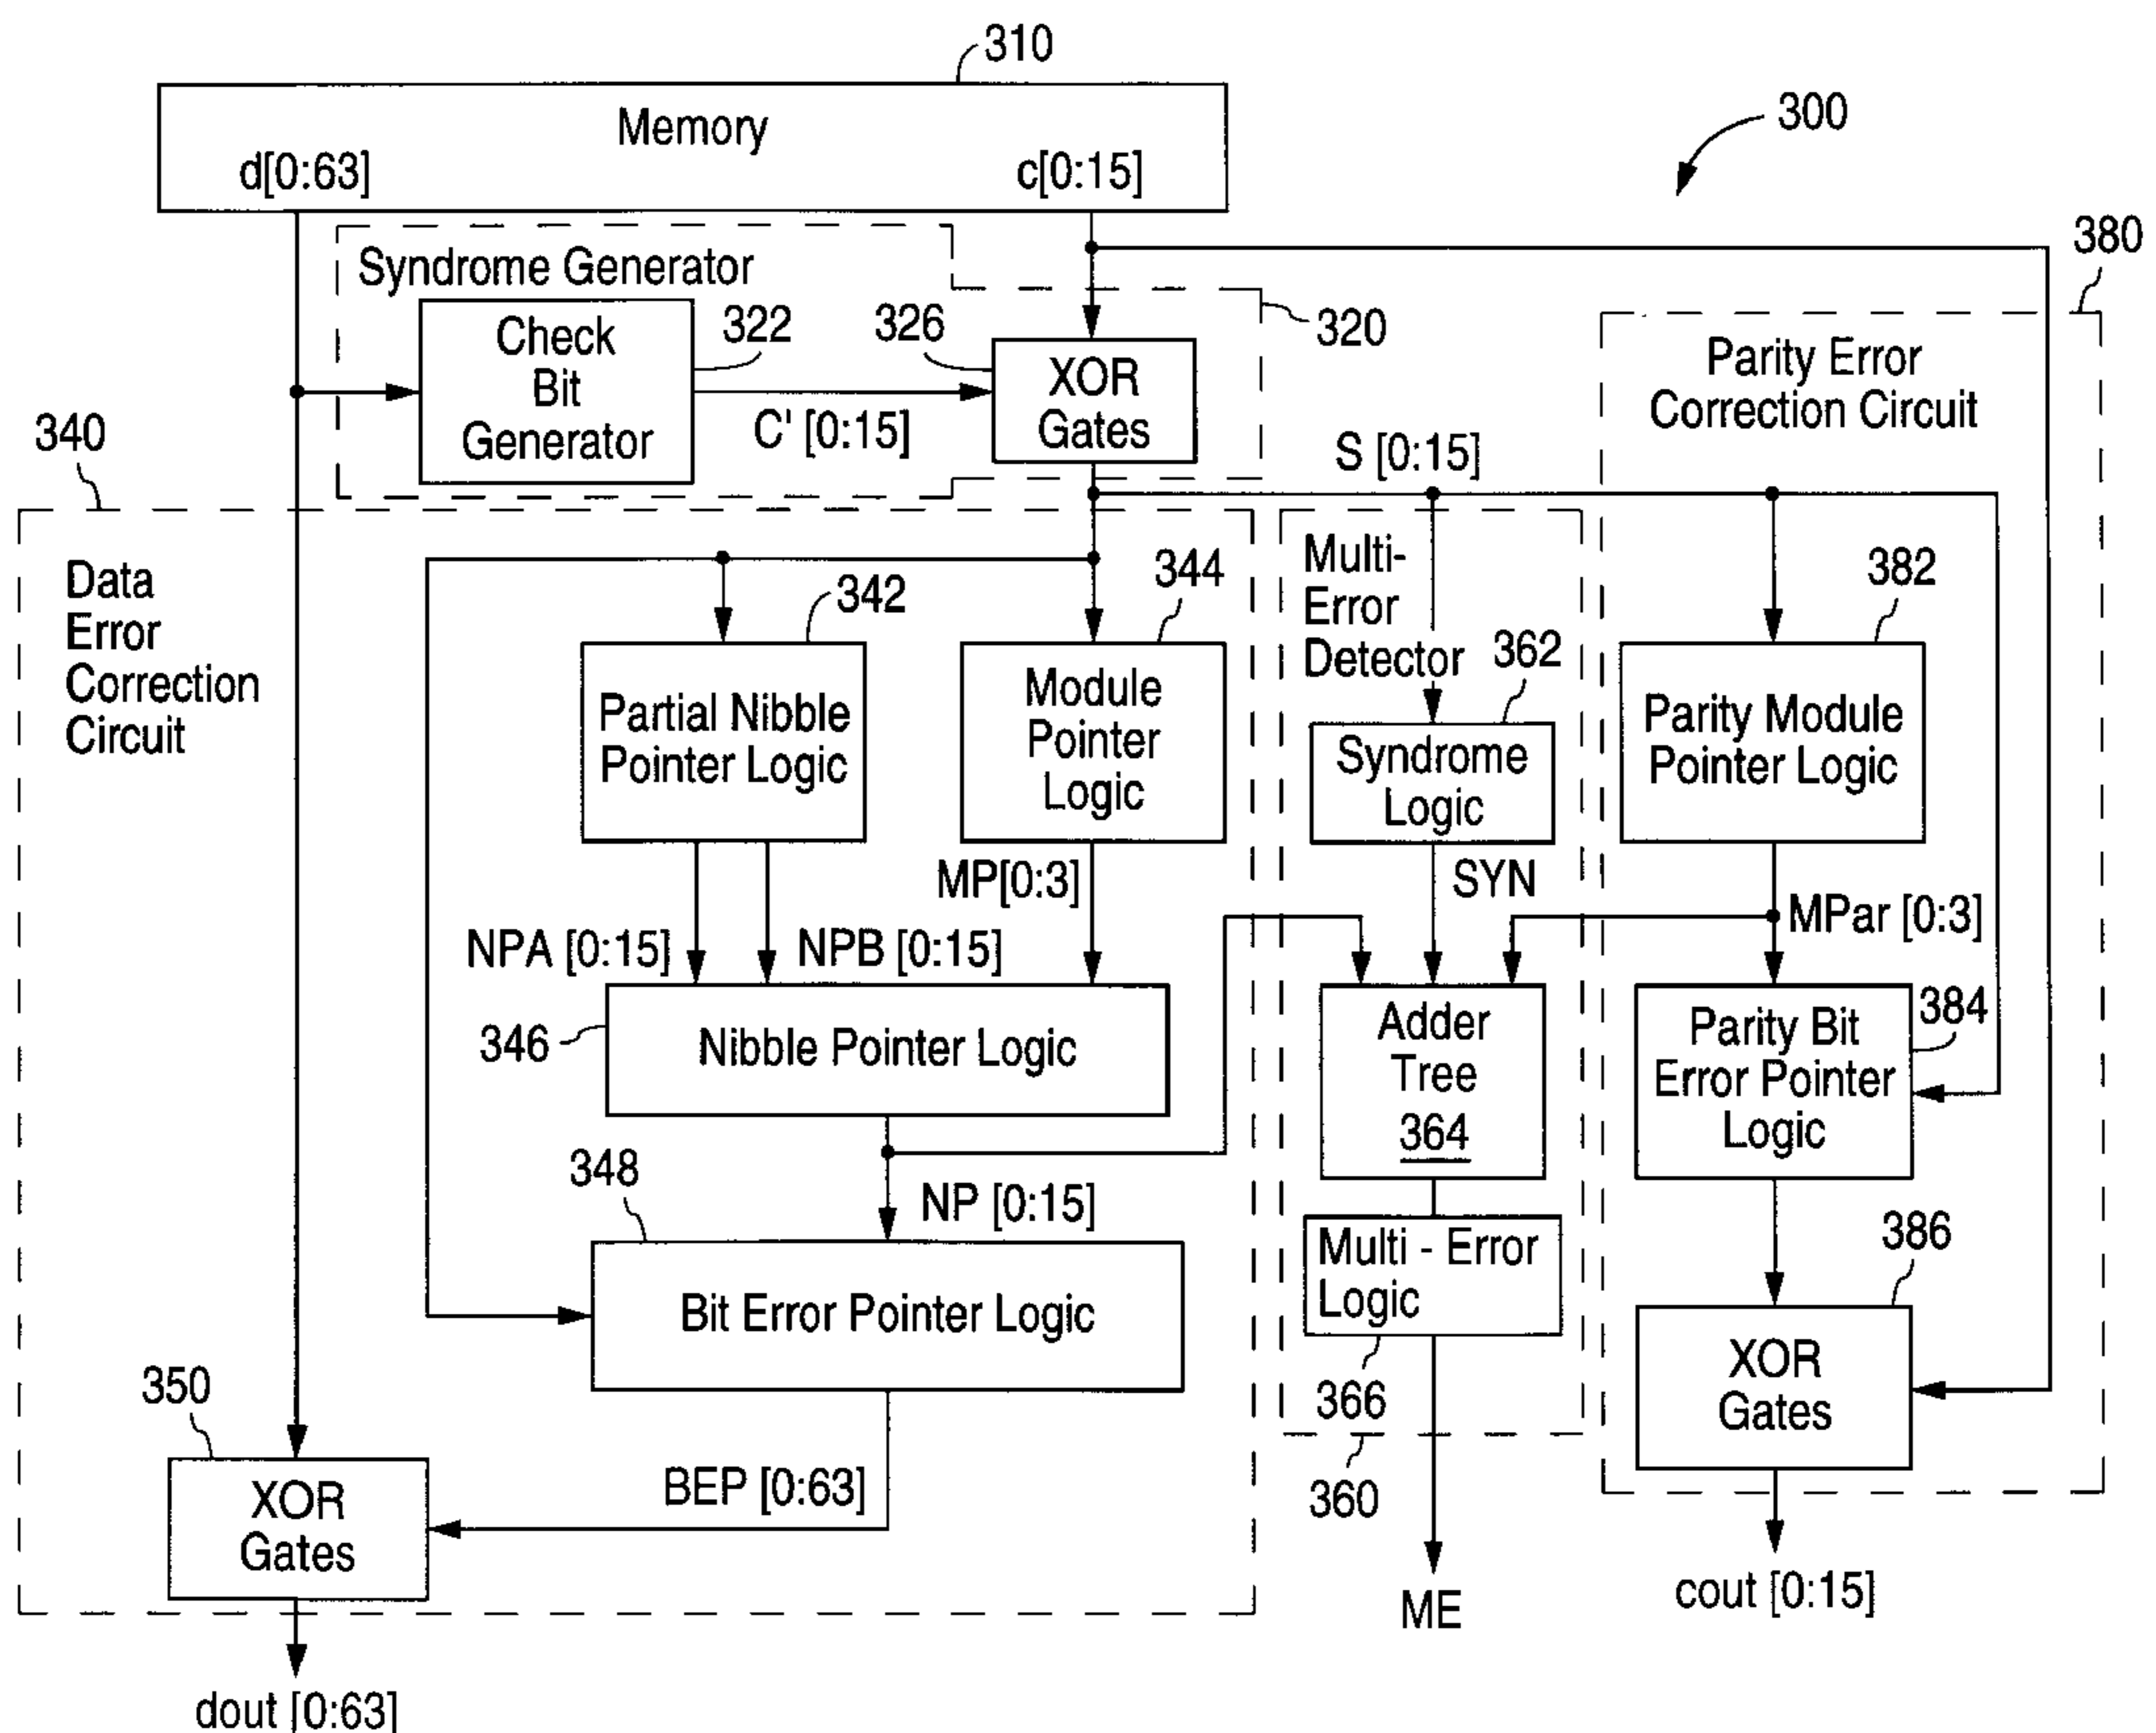 310
Memory
300
d[0:63]
c[0:15]
380
Syndrome Generator
322
326
320
Check
Bit
Generator
XOR
Gates
C' [0:15]
Parity Error
Correction Circuit
340
S [0:15]
Data
Error
Correction
Circuit
342
344
Multi-
Error
Detector
362
382
Partial Nibble
Pointer Logic
Module
Pointer
Logic
Syndrome
Logic
Parity Module
Pointer Logic
MP[0:3]
SYN
MPar [0:3]
NPA [0:15]
NPB [0:15]
346
Nibble Pointer Logic
Adder
Tree
364
384
Parity Bit
Error Pointer
Logic
348
NP [0:15]
Multi - Error
Logic
386
Bit Error Pointer Logic
350
366
XOR
Gates
XOR
Gates
BEP [0:63]
360
ME
cout [0:15]
dout [0:63]